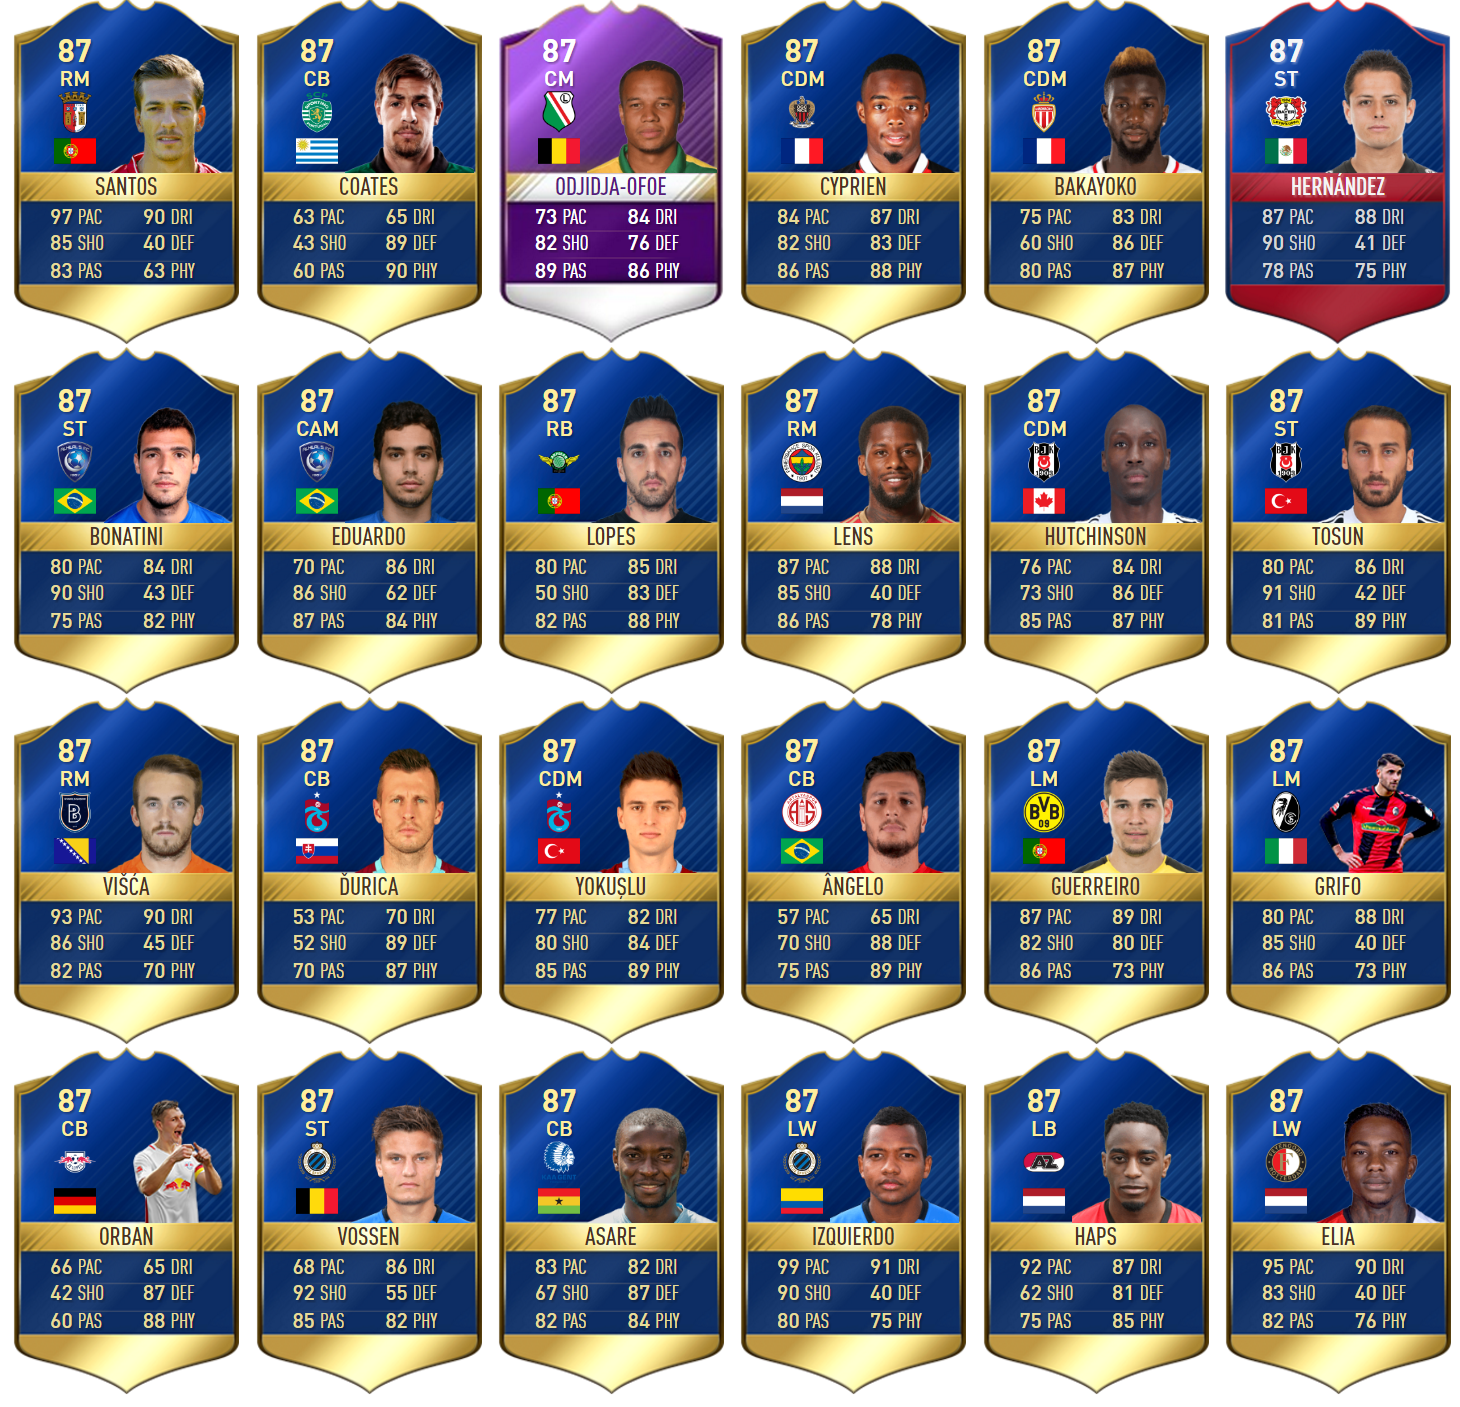 87
RM
SANTOS
97 PAC 90 DRI
85 SHO 40 DEF
83 PAS 63 PHY
87
CB
COATES
63 PAC 65 DRI
43 SHO 89 DEF
60 PAS 90 PHY
87
CM
ODJIDJA-OFOE
73 PAC 84 DRI
82 SHO 76 DEF
89 PAS 86 PHY
87
CDM
CYPRIEN
84 PAC 87 DRI
82 SHO 83 DEF
86 PAS 88 PHY
87
CDM
BAKAYOKO
75 PAC 83 DRI
60 SHO 86 DEF
80 PAS 87 PHY
87
ST
HERNÁNDEZ
87 PAC 88 DRI
90 SHO 41 DEF
78 PAS 75 PHY
87
ST
BONATINI
80 PAC 84 DRI
90 SHO 43 DEF
75 PAS 82 PHY
87
CAM
EDUARDO
70 PAC 86 DRI
86 SHO 62 DEF
87 PAS 84 PHY
87
RB
LOPES
80 PAC 85 DRI
50 SHO 83 DEF
82 PAS 88 PHY
87
RM
LENS
87 PAC 88 DRI
85 SHO 40 DEF
86 PAS 78 PHY
87
CDM
BJK
1903
HUTCHINSON
76 PAC 84 DRI
73 SHO 86 DEF
85 PAS 87 PHY
87
ST
BJK
1903
TOSUN
80 PAC 86 DRI
91 SHO 42 DEF
81 PAS 89 PHY
87
RM
VIŠĆA
93 PAC 90 DRI
86 SHO 45 DEF
82 PAS 70 PHY
87
CB
ĎURICA
53 PAC 70 DRI
52 SHO 89 DEF
70 PAS 87 PHY
87
CDM
YOKUŞLU
77 PAC 82 DRI
80 SHO 84 DEF
85 PAS 89 PHY
87
CB
ÂNGELO
57 PAC 65 DRI
70 SHO 88 DEF
75 PAS 89 PHY
87
LM
BVB
09
GUERREIRO
87 PAC 89 DRI
82 SHO 80 DEF
86 PAS 73 PHY
87
LM
GRIFO
80 PAC 88 DRI
85 SHO 40 DEF
86 PAS 73 PHY
87
CB
ORBAN
66 PAC 65 DRI
42 SHO 87 DEF
60 PAS 88 PHY
87
ST
VOSSEN
68 PAC 86 DRI
92 SHO 55 DEF
85 PAS 82 PHY
87
CB
ASARE
83 PAC 82 DRI
67 SHO 87 DEF
82 PAS 84 PHY
87
LW
IZQUIERDO
99 PAC 91 DRI
90 SHO 40 DEF
80 PAS 75 PHY
87
LB
AZ
HAPS
92 PAC 87 DRI
62 SHO 81 DEF
75 PAS 85 PHY
87
LW
ELIA
95 PAC 90 DRI
83 SHO 40 DEF
82 PAS 76 PHY